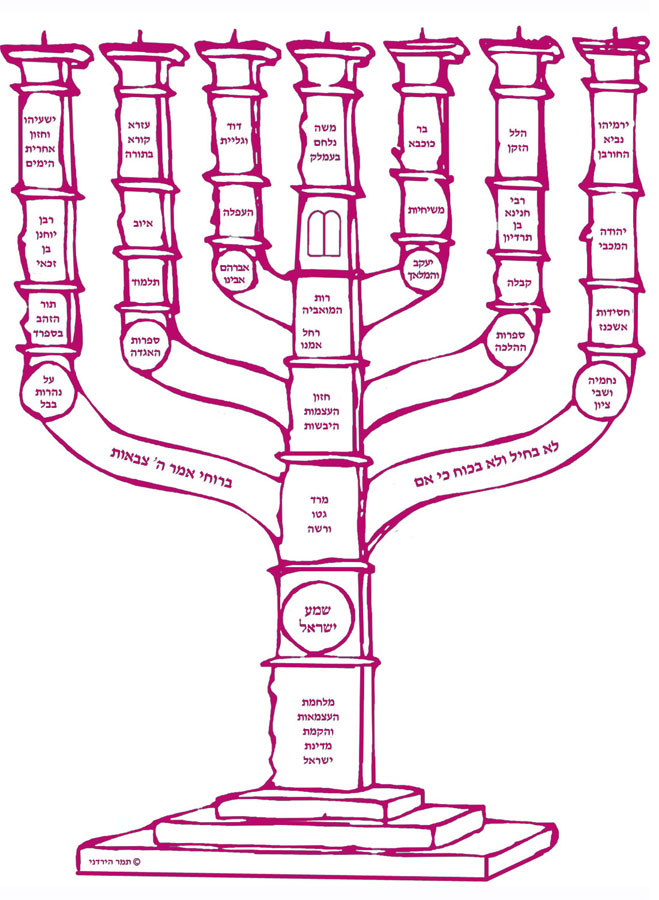 ירמיהו
נביא
החורבן
יהודה
המכבי
חסידות
אשכנז
נחמיה
ושבי
ציון
הלל
הזקן
רבי
חנינא
בן
תרדיון
קבלה
ספרות
ההלכה
בר
כוכבא
משיחיות
יעקב
והמלאך
משה
נלחם
בעמלק
רות
המואביה
רחל
אמנו
חזון
העצמות
היבשות
מרד
גטו
ורשה
שמע
ישראל
מלחמת
העצמאות
והקמת
מדינת
ישראל
דוד
וגליית
העפלה
אברהם
אבינו
עזרא
קורא
בתורה
איוב
תלמוד
ספרות
האגדה
ישעיהו
וחזון
אחרית
הימים
רבן
יוחנן
בן
זכאי
תור
הזהב
בספרד
על
נהרות
בבל
לא בחיל ולא בכוח כי אם
ברוחי אמר ה' צבאות
© תמר הירדני